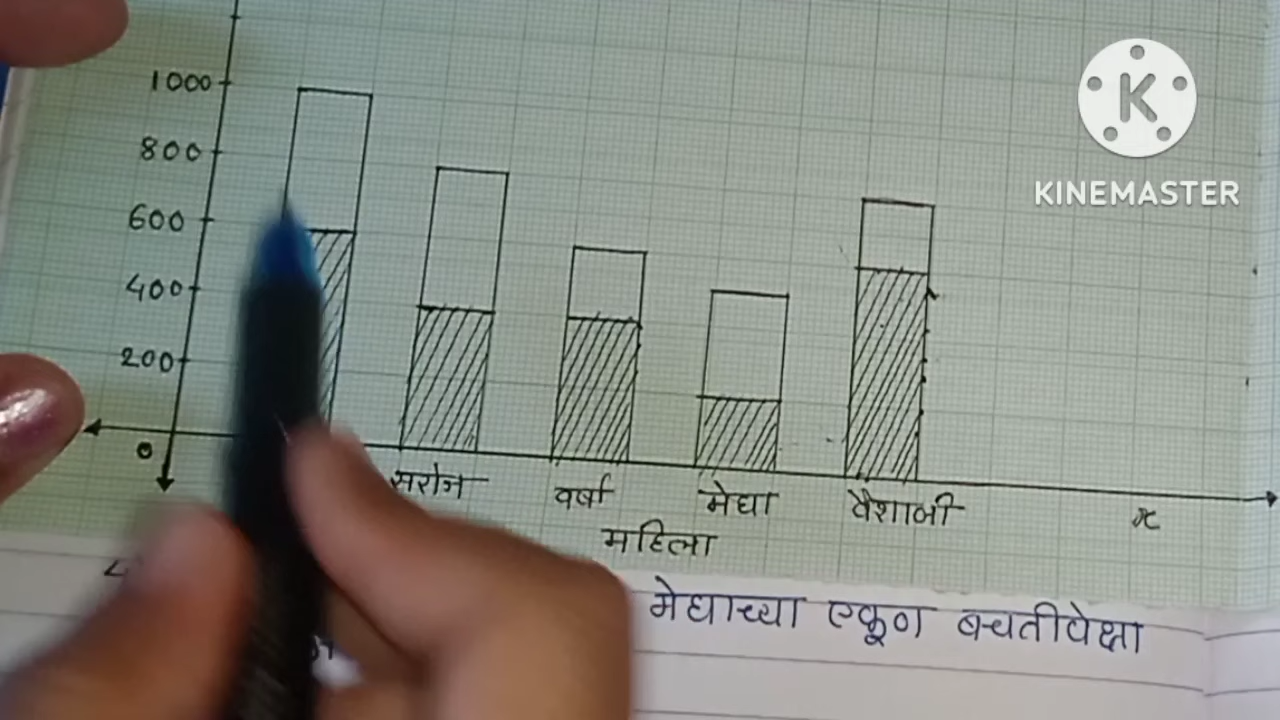 1000
800
600
400
200
0
सरोज वर्षा मेघा वैशाली x
महिला
मेघाच्या एकूण बचतीपेक्षा
K
KINEMASTER